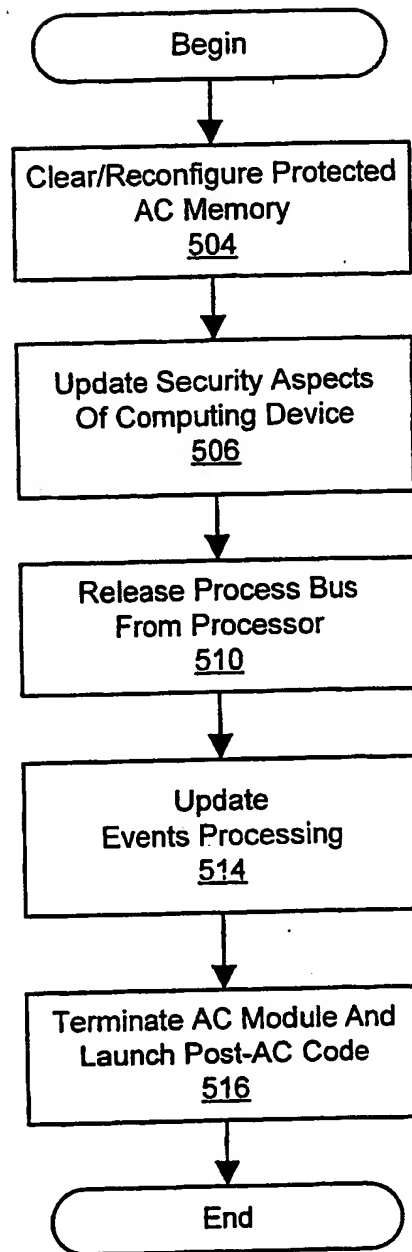 Begin
Clear/Reconfigure Protected
AC Memory
504
Update Security Aspects
Of Computing Device
506
Release Process Bus
From Processor
510
Update
Events Processing
514
Terminate AC Module And
Launch Post-AC Code
516
End